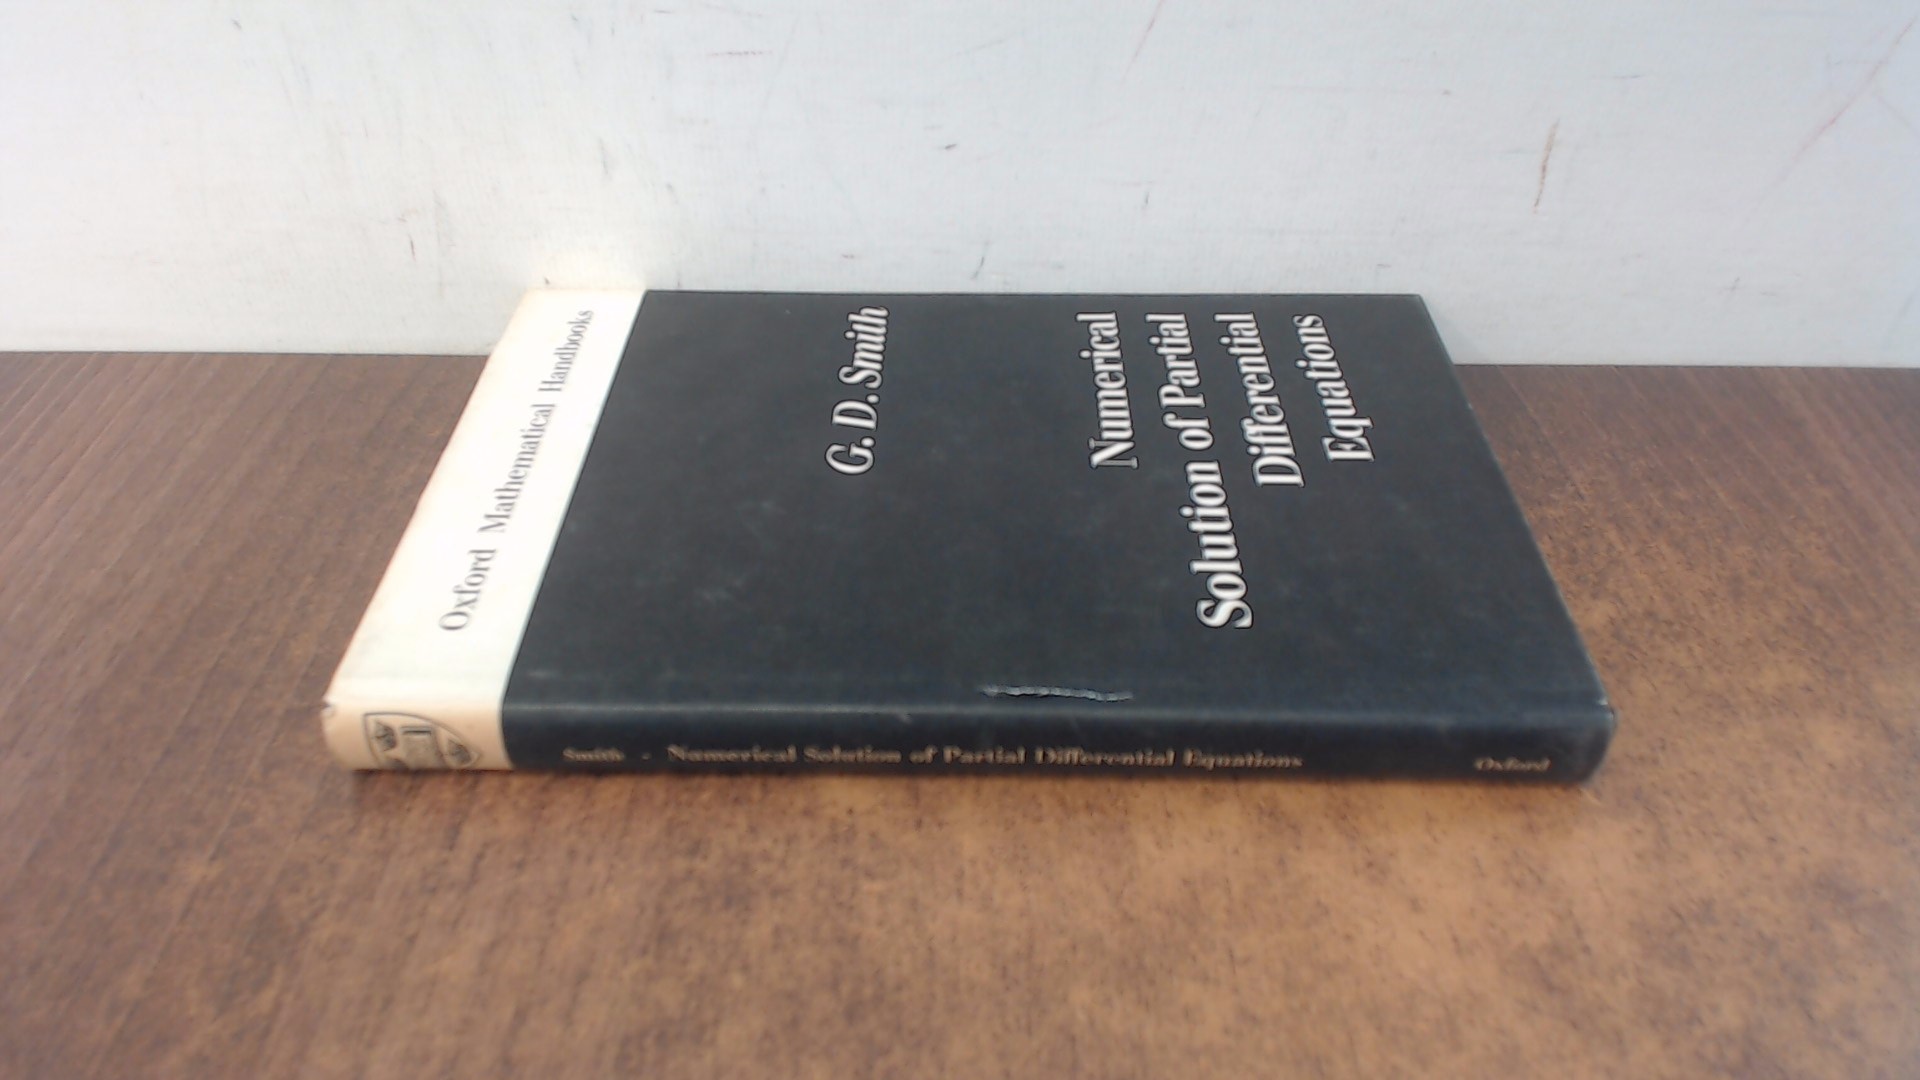 Oxford Mathematical Handbooks
G. D. Smith
Numerical
Solution of Partial
Differential
Equations
Smith - Numerical Solution of Partial Differential Equations
Oxford